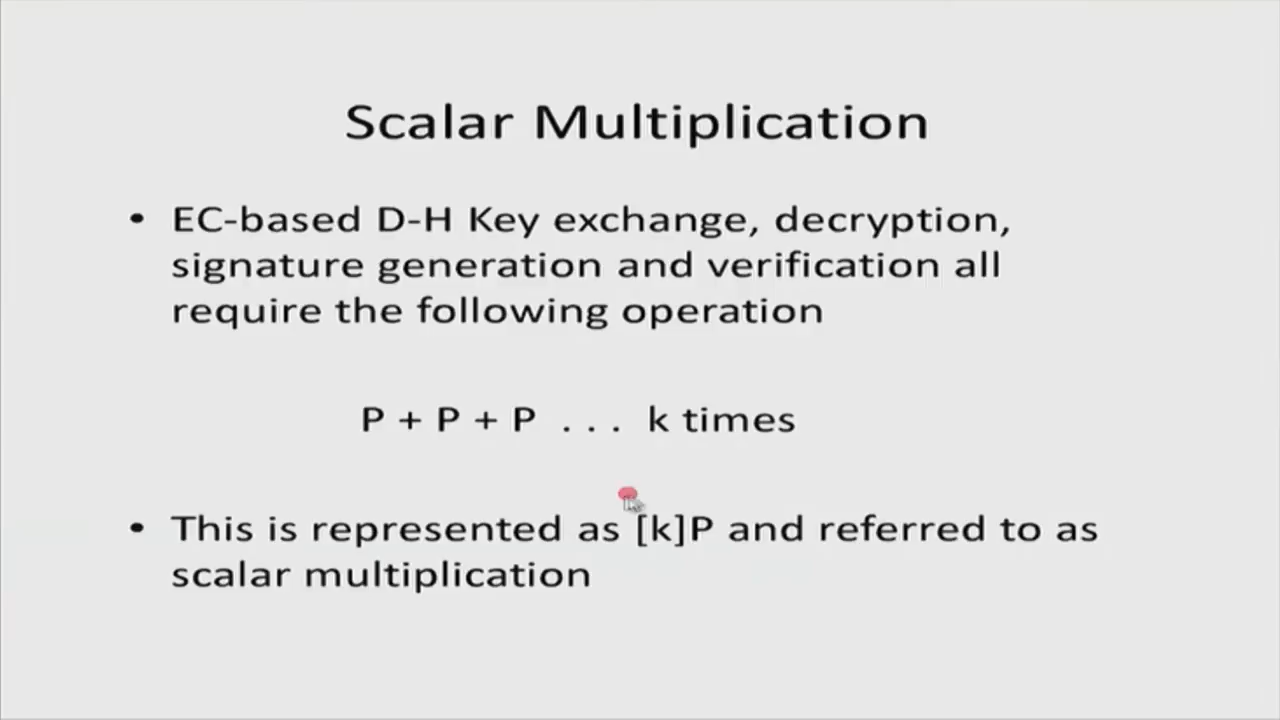 Scalar Multiplication
• EC-based D-H Key exchange, decryption,
signature generation and verification all
require the following operation
P + P + P . . . k times
• This is represented as [k]P and referred to as
scalar multiplication